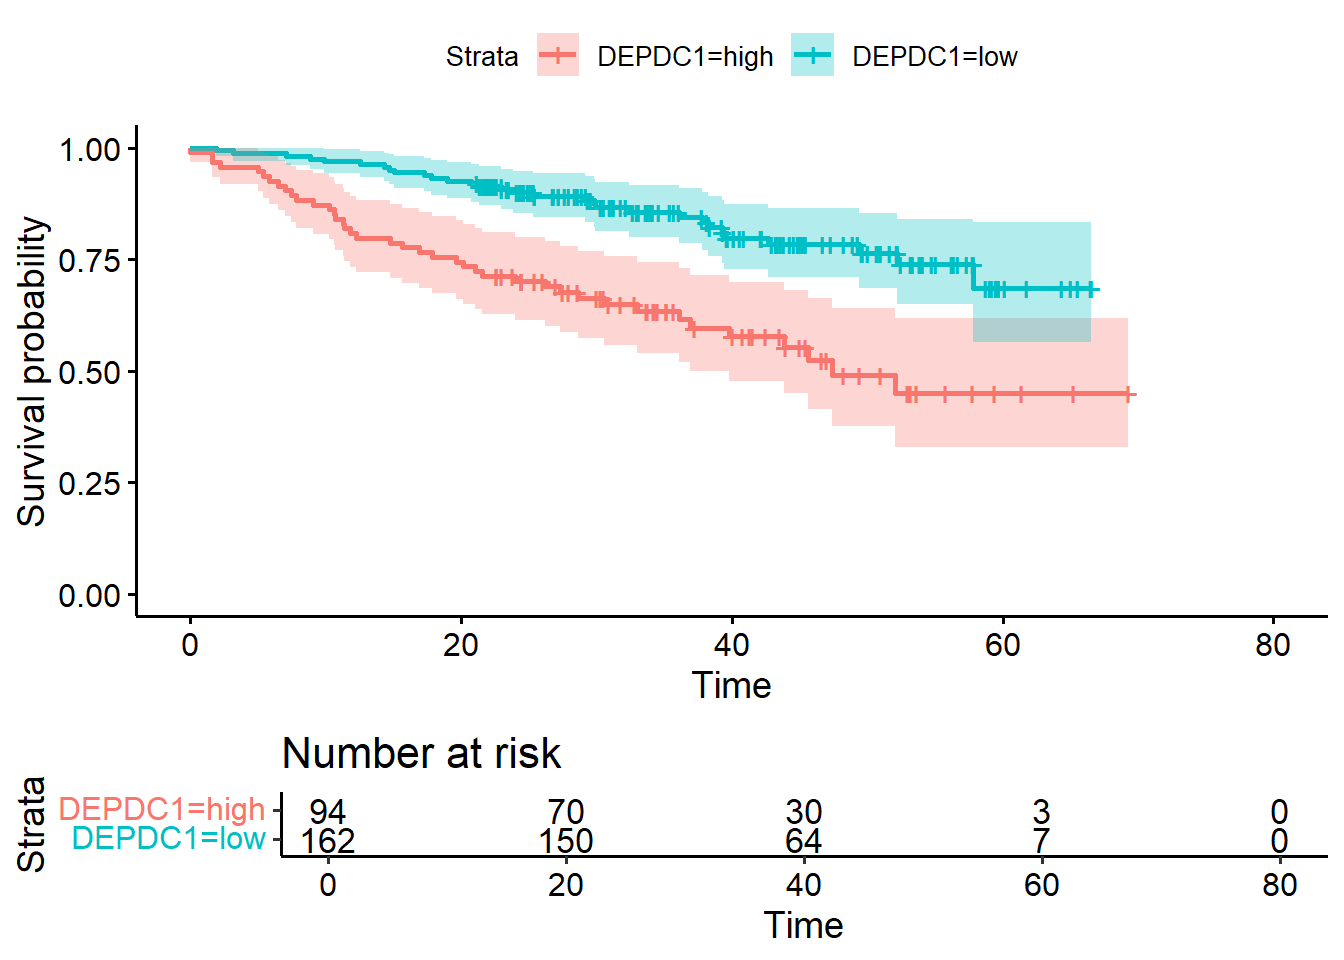 Strata DEPDC1=high DEPDC1=low
1.00
0.75
0.50
0.25
0.00
Survival probability
0 20 40 60 80
Time
Number at risk
Strata
DEPDC1=high 94 70 30 3 0
DEPDC1=low 162 150 64 7 0
0 20 40 60 80
Time